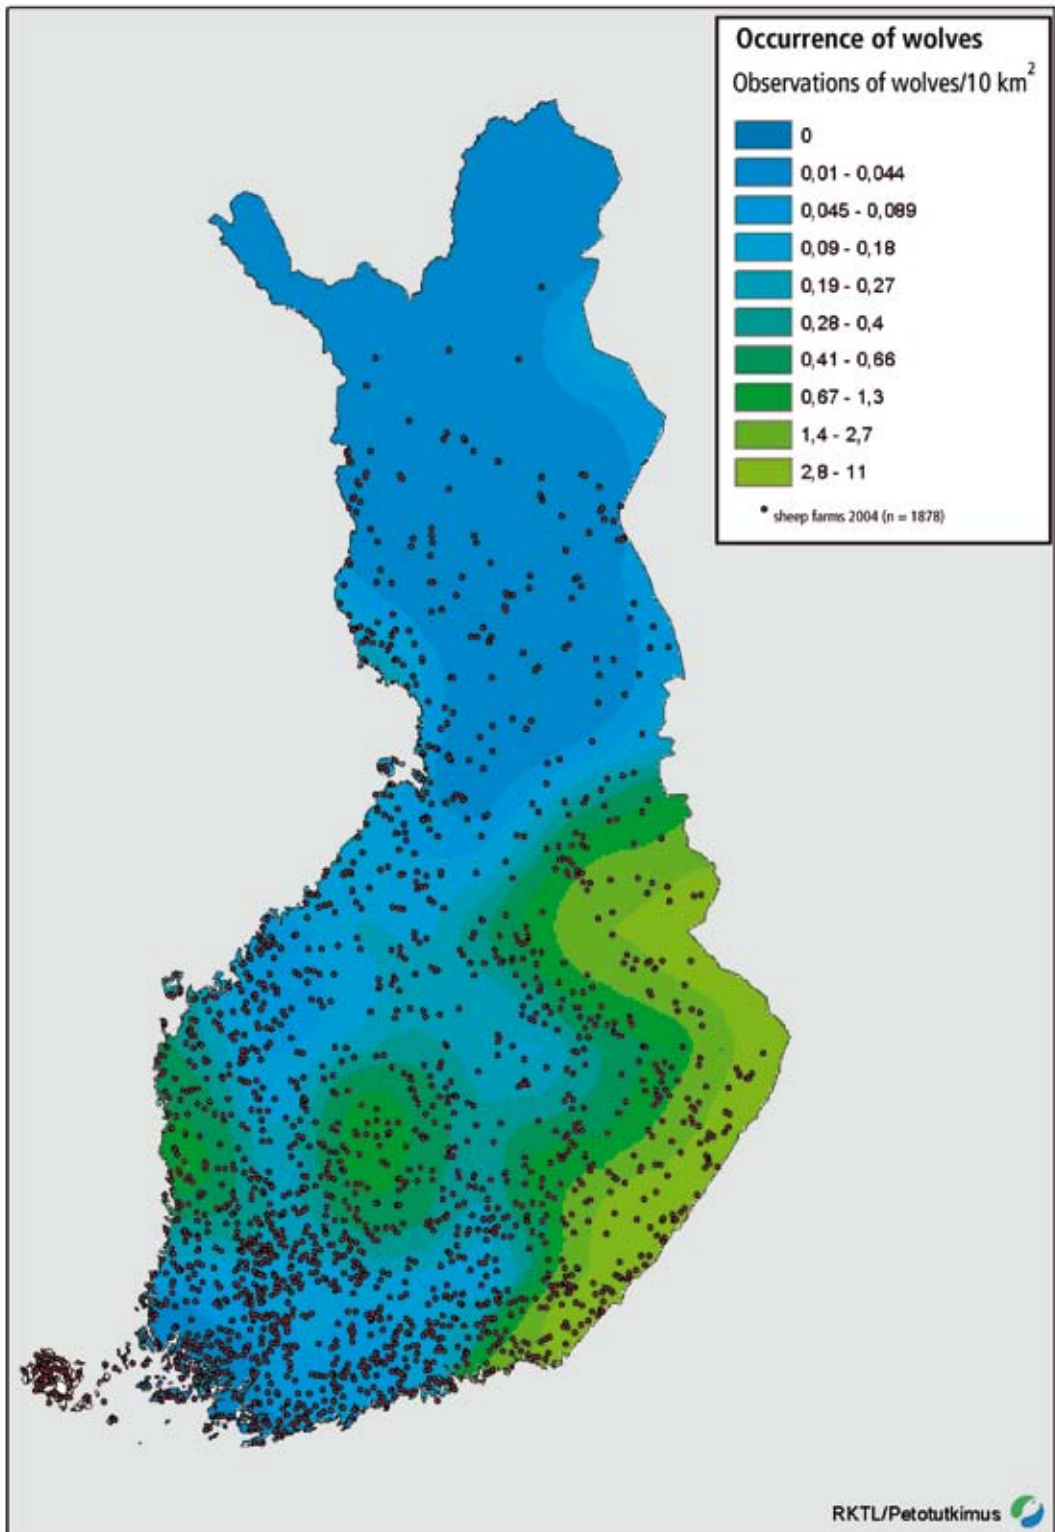 Occurrence of wolves
Observations of wolves/10 km2
0
0,01 - 0,044
0,045 - 0,089
0,09 - 0,18
0,19 - 0,27
0,28 - 0,4
0,41 - 0,66
0,67 - 1,3
1,4 - 2,7
2,8 - 11
sheep farms 2004 (n = 1878)
RKTL/Petotutkimus